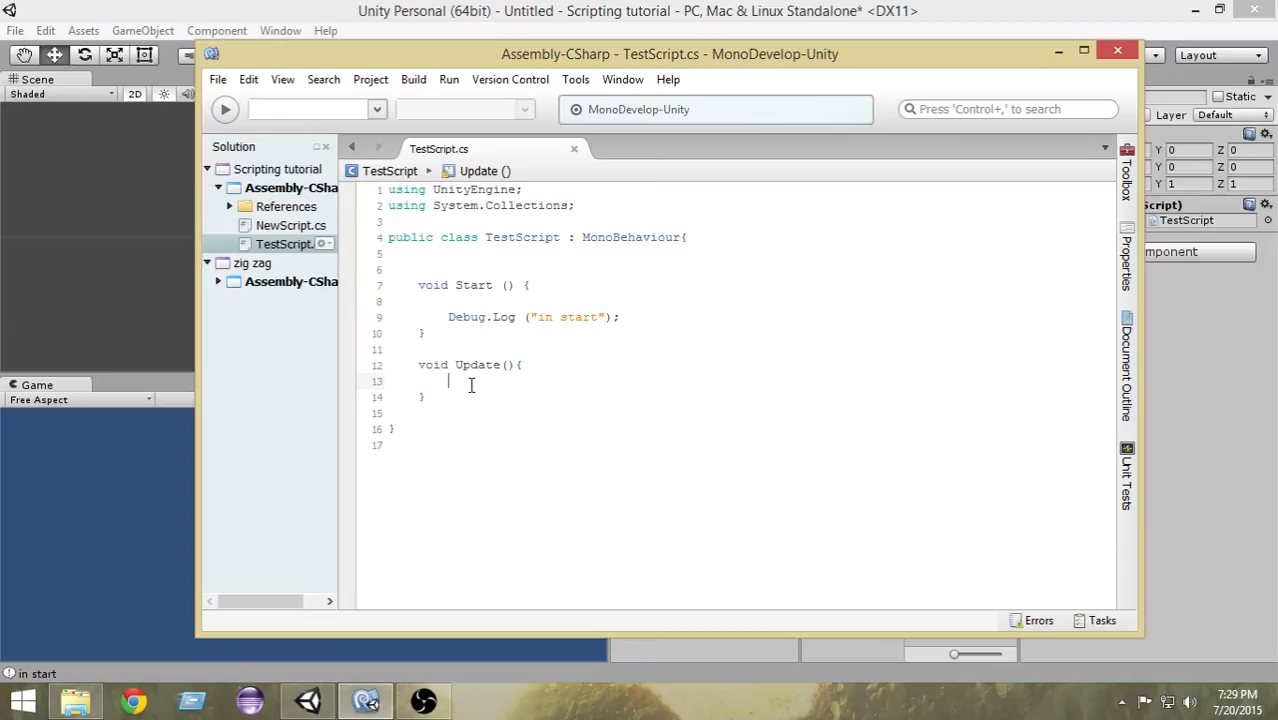 Unity Personal (64bit) - Untitled - Scripting tutorial - PC, Mac & Linux Standalone* <DX11>
File Edit Assets GameObject Component Window Help
Layout
Scene
Shaded 2D
Static
Layer Default
Y 0 Z 0
Y 0 Z 0
Y 1 Z 1
Script)
TestScript
mponent
Game
Free Aspect
Assembly-CSharp - TestScript.cs - MonoDevelop-Unity
File Edit View Search Project Build Run Version Control Tools Window Help
MonoDevelop-Unity
Press 'Control+,' to search
Solution
Scripting tutorial
Assembly-CSha
References
NewScript.cs
TestScript.
zig zag
Assembly-CSha
TestScript.cs
TestScript Update ()
1 using UnityEngine;
2 using System.Collections;
3
4 public class TestScript : MonoBehaviour{
5
6
7 void Start () {
8
9 Debug.Log ("in start");
10 }
11
12 void Update(){
13
14 }
15
16 }
17
Toolbox
Properties
Document Outline
Unit Tests
Errors Tasks
in start
7:29 PM
7/20/2015